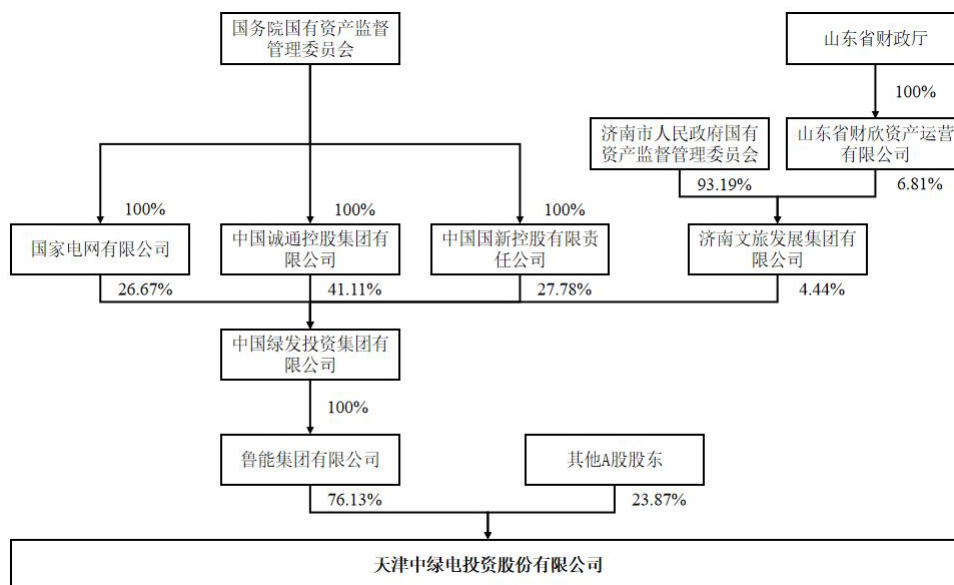 国务院国有资产监督
管理委员会
山东省财政厅
100%
济南市人民政府国有
资产监督管理委员会
山东省财欣资产运营
有限公司
93.19%
6.81%
100%
100%
100%
国家电网有限公司
中国诚通控股集团有
限公司
中国国新控股有限责
任公司
济南文旅发展集团有
限公司
26.67%
41.11%
27.78%
4.44%
中国绿发投资集团有
限公司
100%
鲁能集团有限公司
其他A股股东
76.13%
23.87%
天津中绿电投资股份有限公司